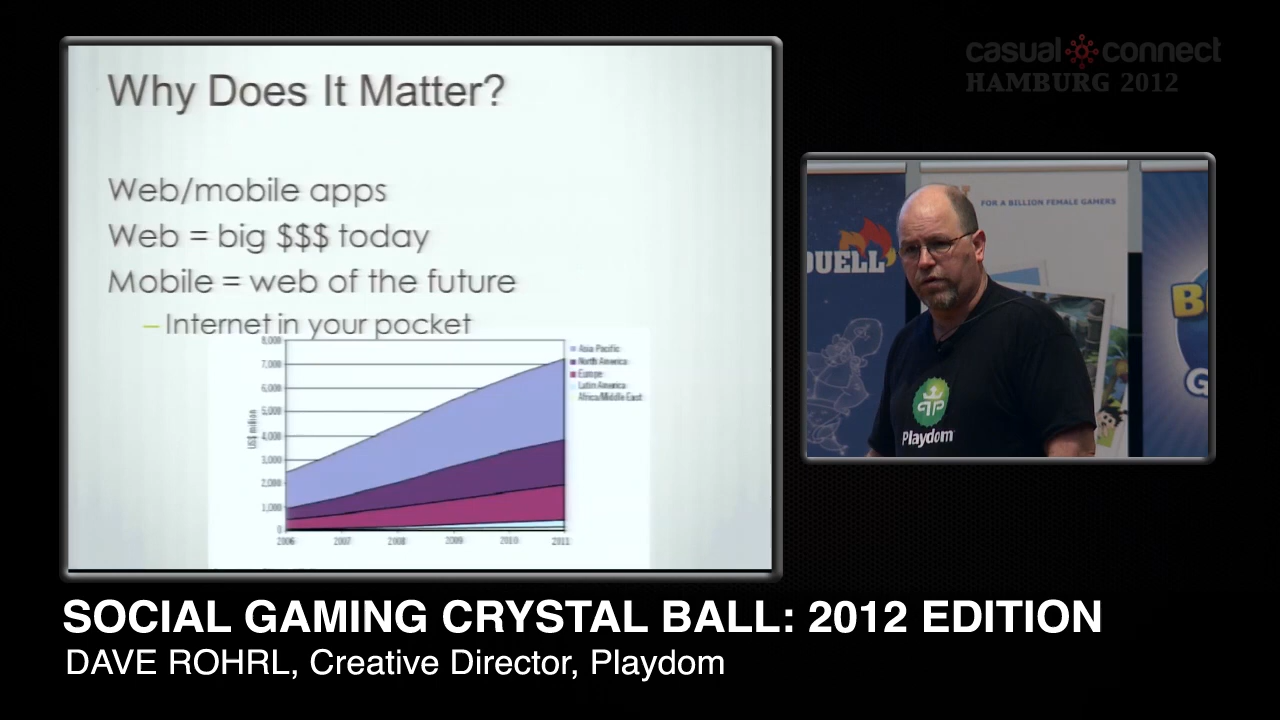 casual connect
HAMBURG 2012
Why Does It Matter?
Web/mobile apps
Web = big $$$ today
Mobile = web of the future
– Internet in your pocket
8,000
7,000
6,000
5,000
4,000
3,000
2,000
1,000
0
US$ million
2006 2007 2008 2009 2010 2011
Asia Pacific
North America
Europe
Latin America
Africa/Middle East
FOR A BILLION FEMALE GAMERS
DUELL
Playdom
SOCIAL GAMING CRYSTAL BALL: 2012 EDITION
DAVE ROHRL, Creative Director, Playdom